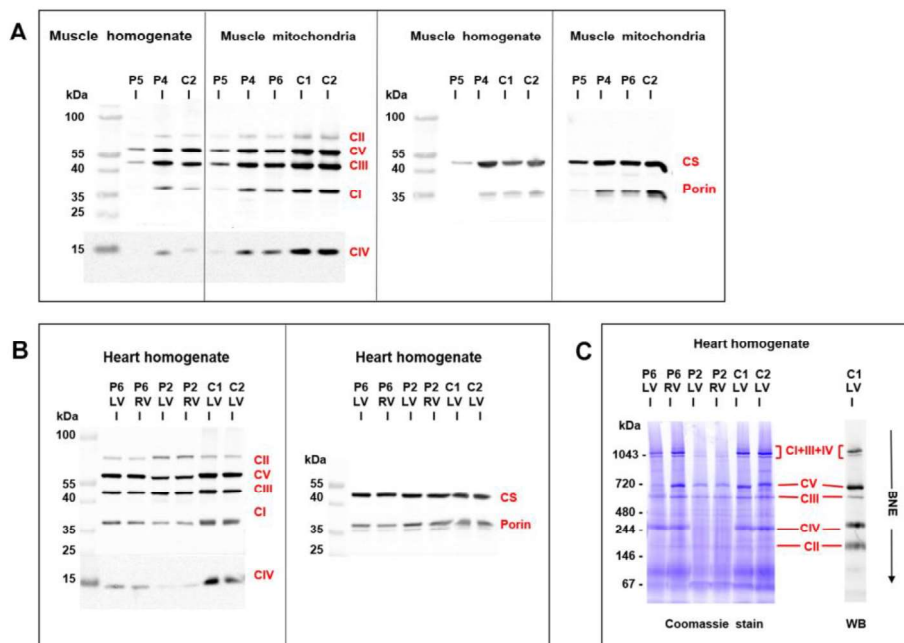 A
Muscle homogenate
P5 P4 C2
kDa
100
55
40
35
25
15
Muscle mitochondria
P5 P4 P6 C1 C2
CII
CV
CIII
CI
CIV
Muscle homogenate
P5 P4 C1 C2
kDa
100
55
40
35
Muscle mitochondria
P5 P4 P6 C2
CS
Porin
B
Heart homogenate
P6 P6 P2 P2 C1 C2
LV RV LV RV LV LV
kDa
100
55
40
35
25
15
CII
CV
CIII
CI
CIV
Heart homogenate
P6 P6 P2 P2 C1 C2
LV RV LV RV LV LV
kDa
55
40
35
25
CS
Porin
C
Heart homogenate
P6 P6 P2 P2 C1 C2
LV RV LV RV LV LV
C1
LV
kDa
1043 -
720 -
480 -
244 -
146 -
67 -
CI+III+IV
CV
CIII
CIV
CII
BNE
Coomassie stain
WB